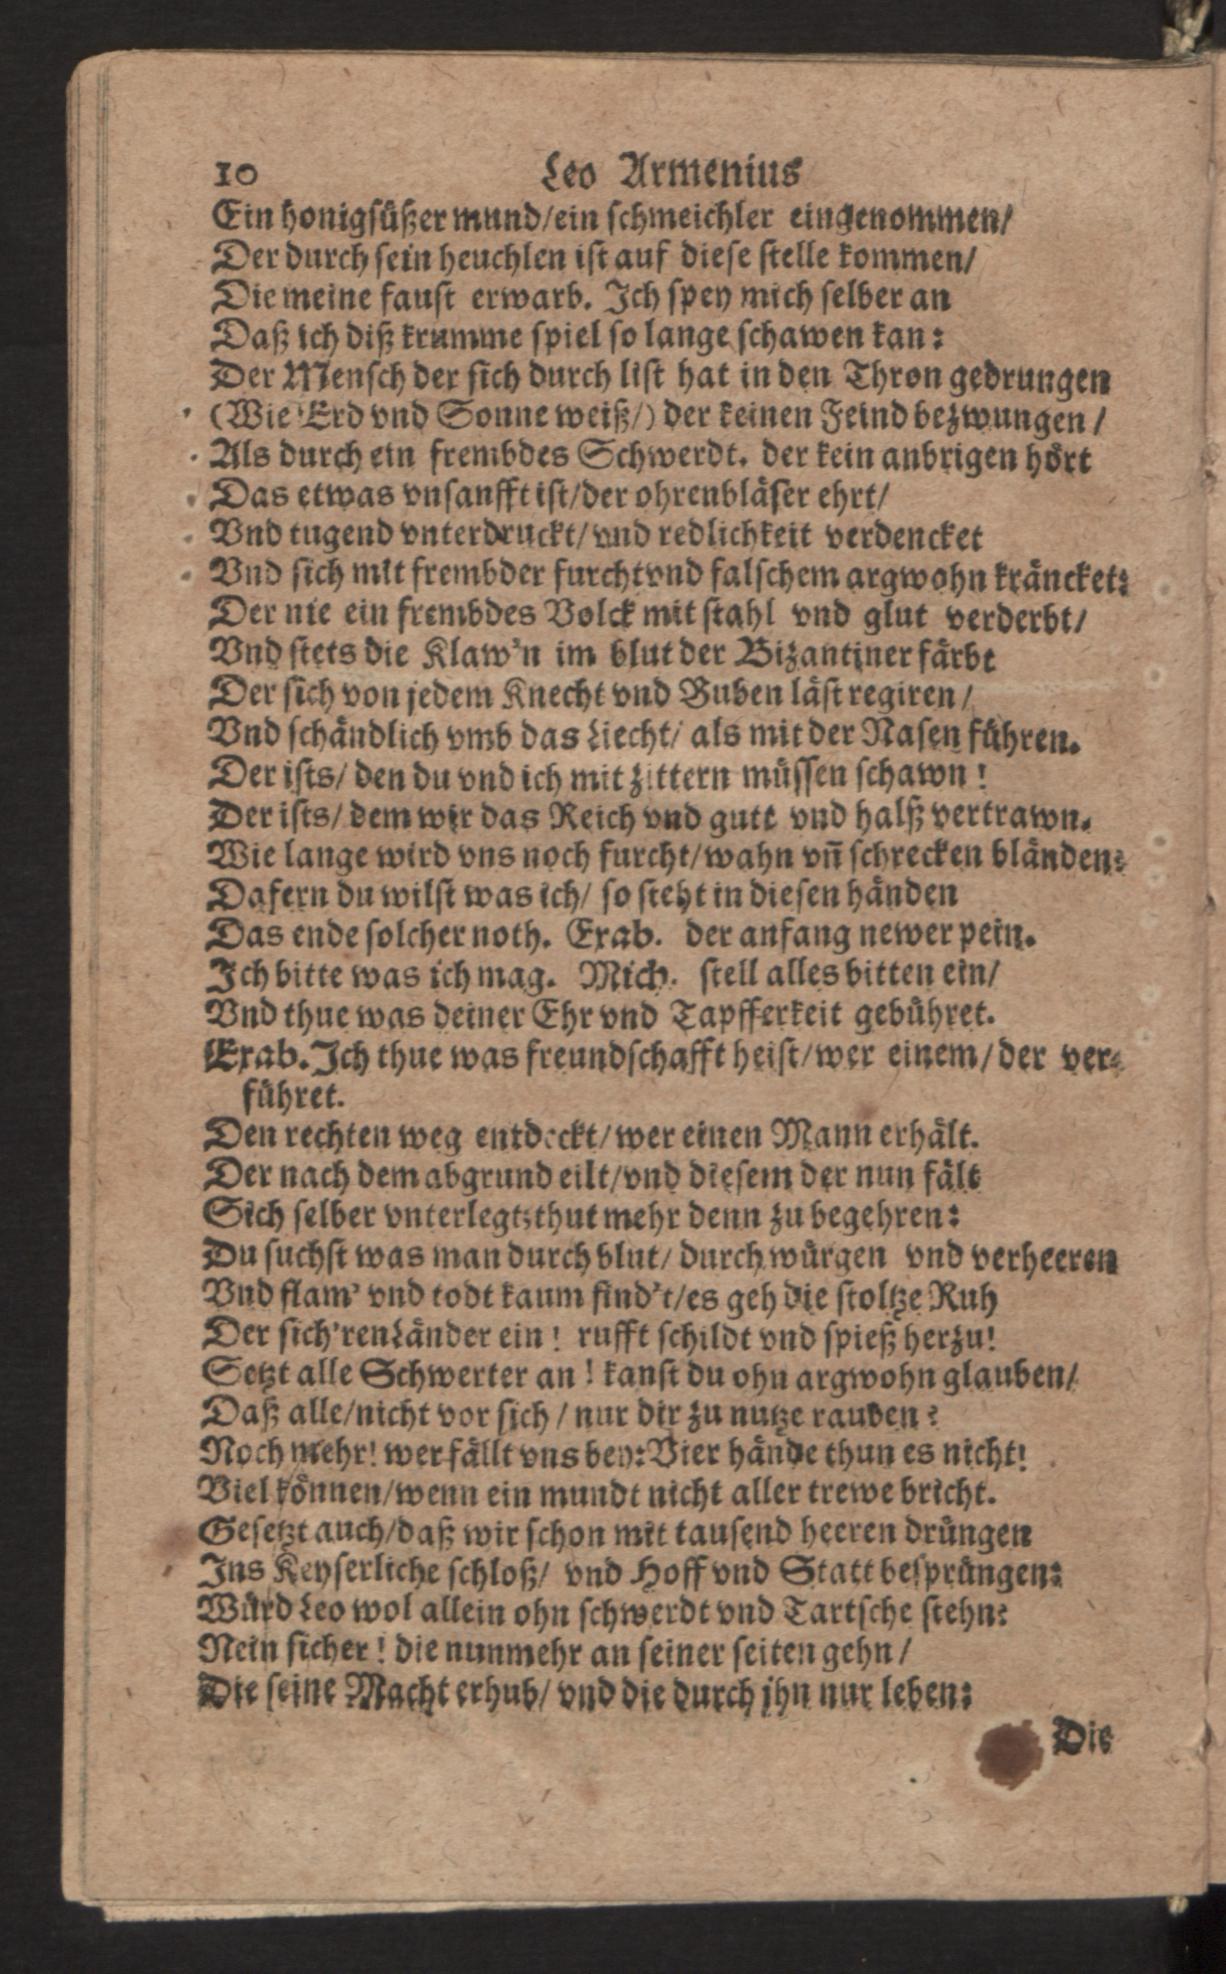 10 Leo Armenius
Ein honigsüßer mund/ein schmeichler eingenommen/
Der durch sein heuchlen ist auf diese stelle kommen/
Die meine faust erwarb. Ich spey mich selber an
Daß ich diß krumme spiel so lange schawen kan:
Der Mensch der sich durch list hat in den Thron gedrungen
(Wie Erd vnd Sonne weiß/) der keinen Feind bezwungen/
Als durch ein frembdes Schwerdt. der kein anbrigen hört
Das etwas vnsanfft ist/der ohrenbläser ehrt/
Vnd tugend vnterdruckt/vnd redlichkeit verdencket
Vnd sich mit frembder furcht vnd falschem argwohn kräncket:
Der nie ein frembdes Volck mit stahl vnd glut verderbt/
Vnd stets die Klaw'n im blut der Bizantiner färbt
Der sich von jedem Knecht vnd Buben läst regiren/
Vnd schändlich vmb das Liecht/ als mit der Nasen führen.
Der ists/ den du vnd ich mit zittern müssen schawn!
Der ists/ dem wir das Reich vnd gutt vnd halß vertrawn.
Wie lange wird vns noch furcht/wahn vñ schrecken bländen:
Dafern du wilst was ich/ so steht in diesen händen
Das ende solcher noth. Exab. der anfang newer pein.
Ich bitte was ich mag. Mich. stell alles bitten ein/
Vnd thue was deiner Ehr vnd Tapfferkeit gebühret.
Exab. Ich thue was freundschafft heist/wer einem/der ver-
führet.
Den rechten weg entdeckt/wer einen Mann erhält.
Der nach dem abgrund eilt/vnd diesem der nun fält
Sich selber vnterlegt; thut mehr denn zu begehren:
Du suchst was man durch blut/ durch würgen vnd verheeren
Vnd flam' vnd todt kaum find't/es geh die stoltze Ruh
Der sich'ren Länder ein! rufft schildt vnd spieß herzu!
Setzt alle Schwerter an! kanst du ohn argwohn glauben/
Daß alle/nicht vor sich/nur dir zu nutze rauben?
Noch mehr! wer fällt vns bey: Vier hände thun es nicht!
Viel können/wenn ein mundt nicht aller trewe bricht.
Gesetzt auch/daß wir schon mit tausend heeren drüngen
Ins Keyserliche schloß/ vnd Hoff vnd Statt besprüngen:
Würd Leo wol allein ohn schwerdt vnd Tartsche stehn:
Nein sicher! die nunmehr an seiner seiten gehn/
Die seine Macht erhub/ vnd die durch jhn nur leben:
Die